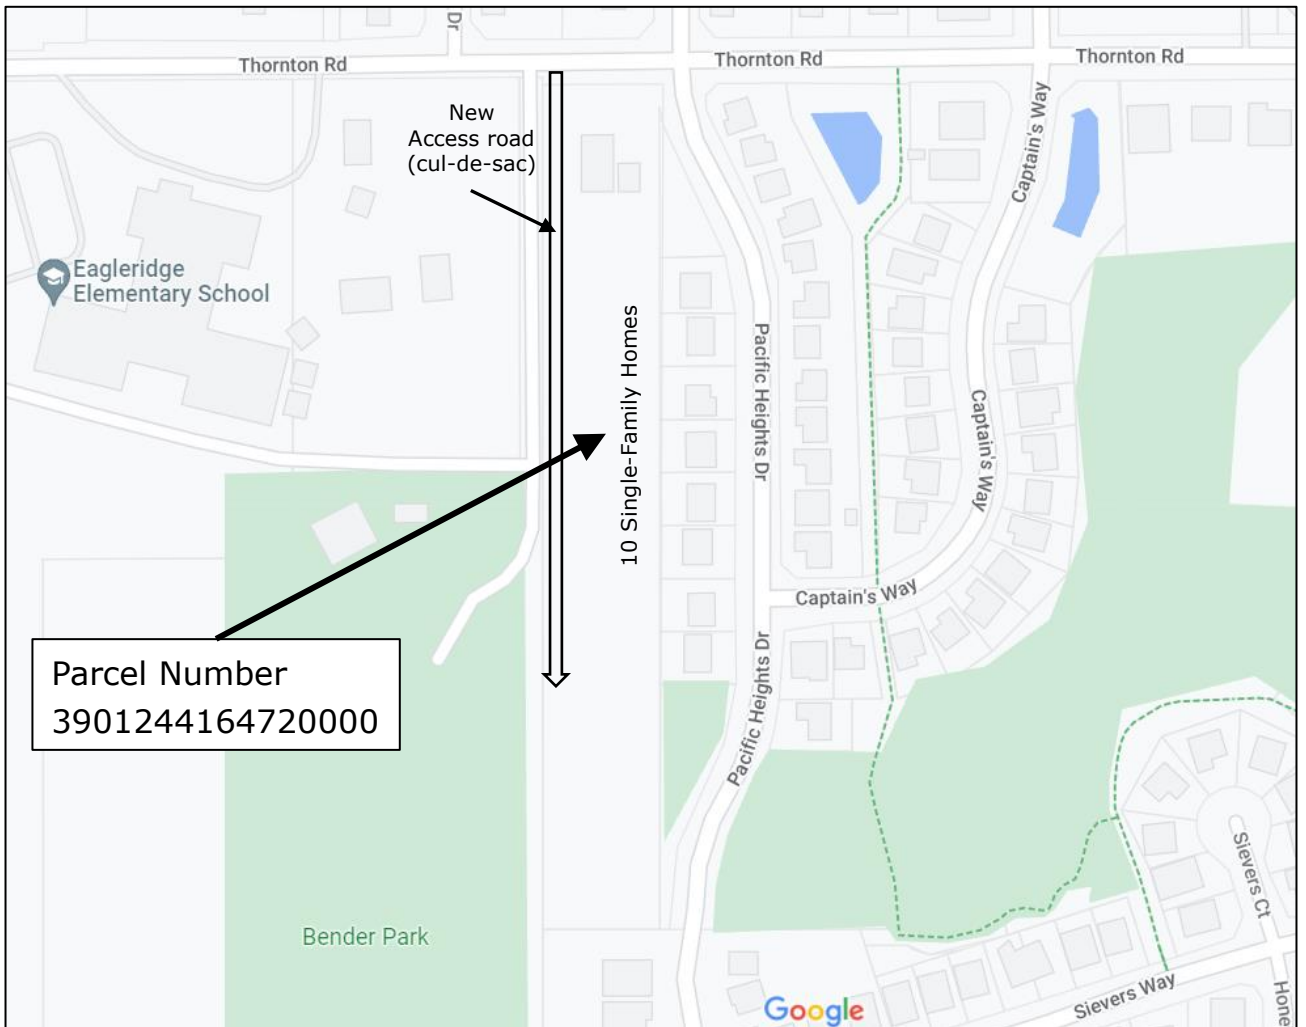 Dr
Thornton Rd
Thornton Rd
Thornton Rd
New
Access road
(cul-de-sac)
Captain's Way
Eagleridge
Elementary School
10 Single-Family Homes
Pacific Heights Dr
Captain's Way
Captain's Way
Parcel Number
3901244164720000
Pacific Heights Dr
Bender Park
Sievers Ct
Sievers Way
Hone
Google